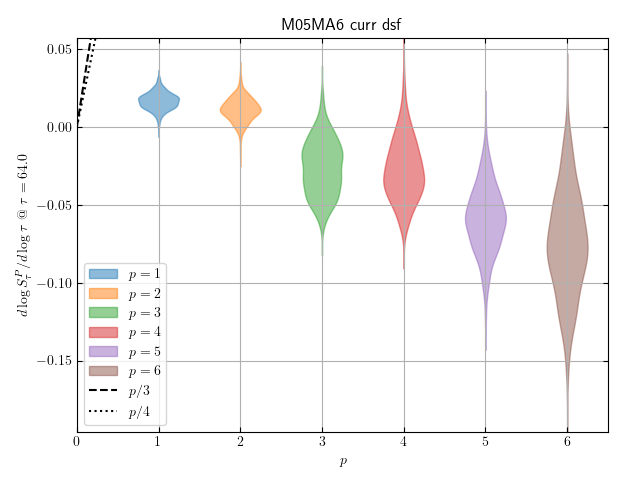 M05MA6 curr dsf
d log S_τ^P / d log τ @ τ = 64.0
0.05
0.00
−0.05
−0.10
−0.15
p = 1
p = 2
p = 3
p = 4
p = 5
p = 6
p/3
p/4
0 1 2 3 4 5 6
p